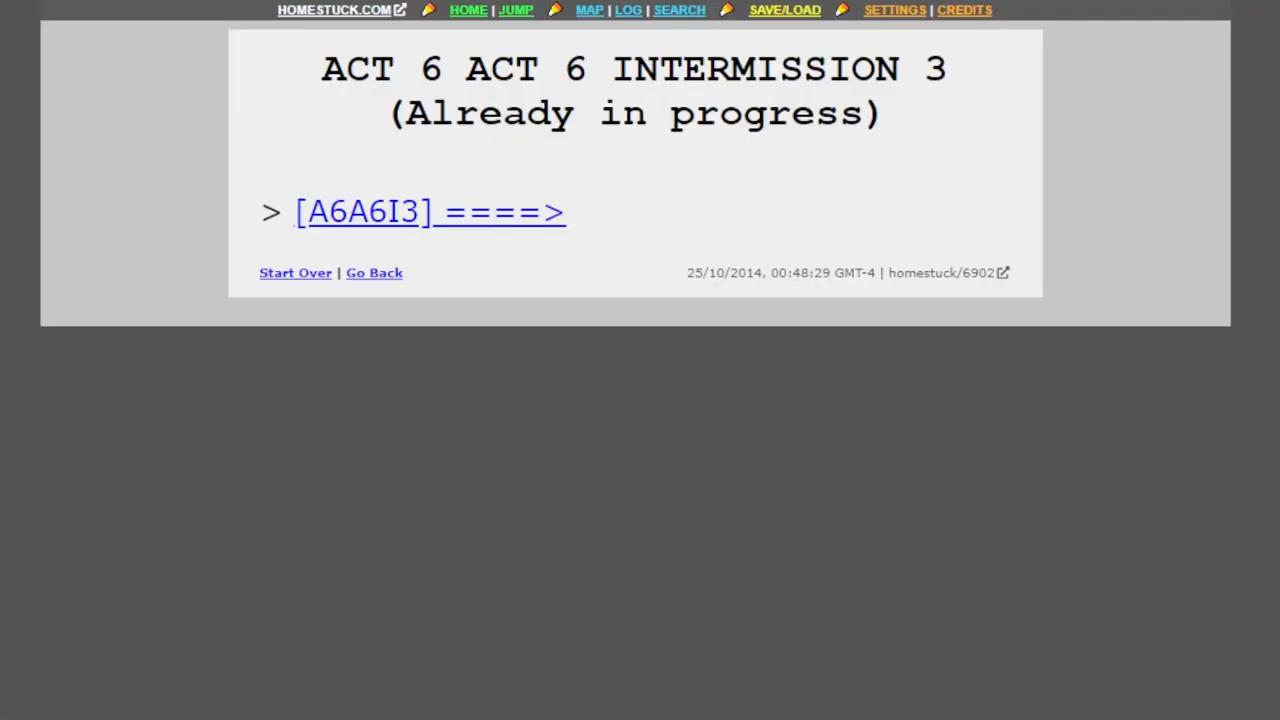 HOMESTUCK.COM HOME | JUMP MAP | LOG | SEARCH SAVE/LOAD SETTINGS | CREDITS
ACT 6 ACT 6 INTERMISSION 3
(Already in progress)
> [A6A6I3] ====>
Start Over | Go Back 25/10/2014, 00:48:29 GMT-4 | homestuck/6902